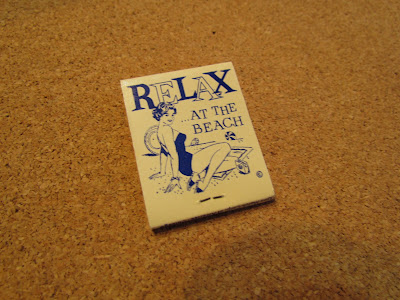 RELAX
...AT THE
BEACH
©